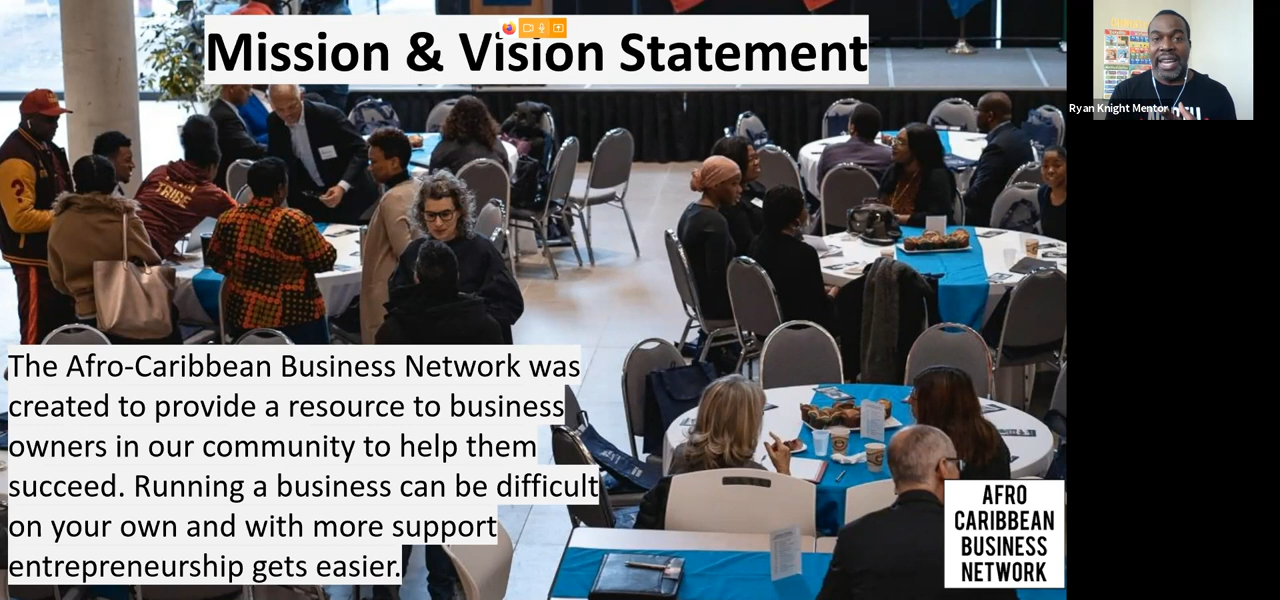 Mission & Vision Statement
Ryan Knight Mentor
TRIBE
?
The Afro-Caribbean Business Network was
created to provide a resource to business
owners in our community to help them
succeed. Running a business can be difficult
on your own and with more support
entrepreneurship gets easier.
AFRO
CARIBBEAN
BUSINESS
NETWORK